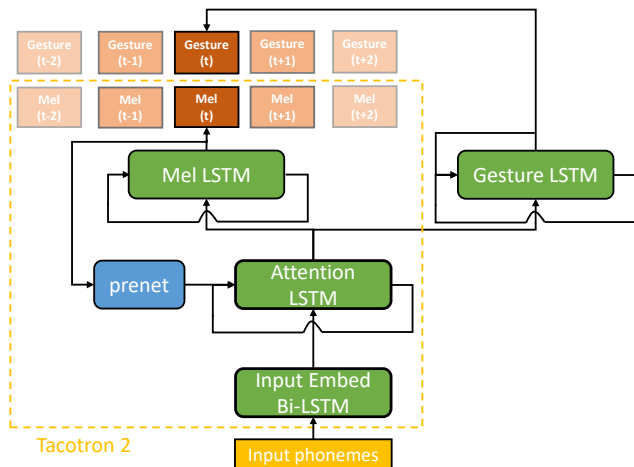 Gesture Gesture Gesture Gesture Gesture
(t-2) (t-1) (t) (t+1) (t+2)
Mel Mel Mel Mel Mel
(t-2) (t-1) (t) (t+1) (t+2)
Mel LSTM Gesture LSTM
prenet
Attention
LSTM
Input Embed
Bi-LSTM
Tacotron 2
Input phonemes